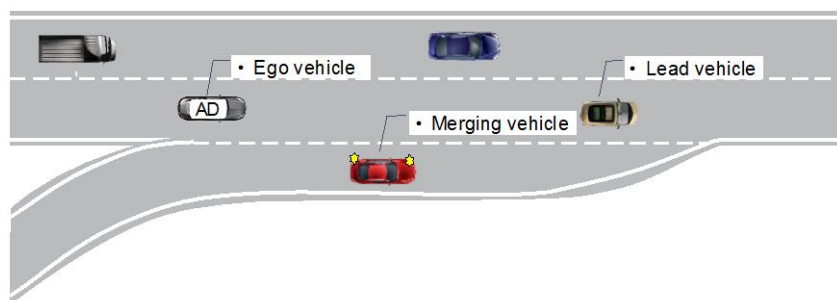 • Ego vehicle
• Lead vehicle
AD
• Merging vehicle